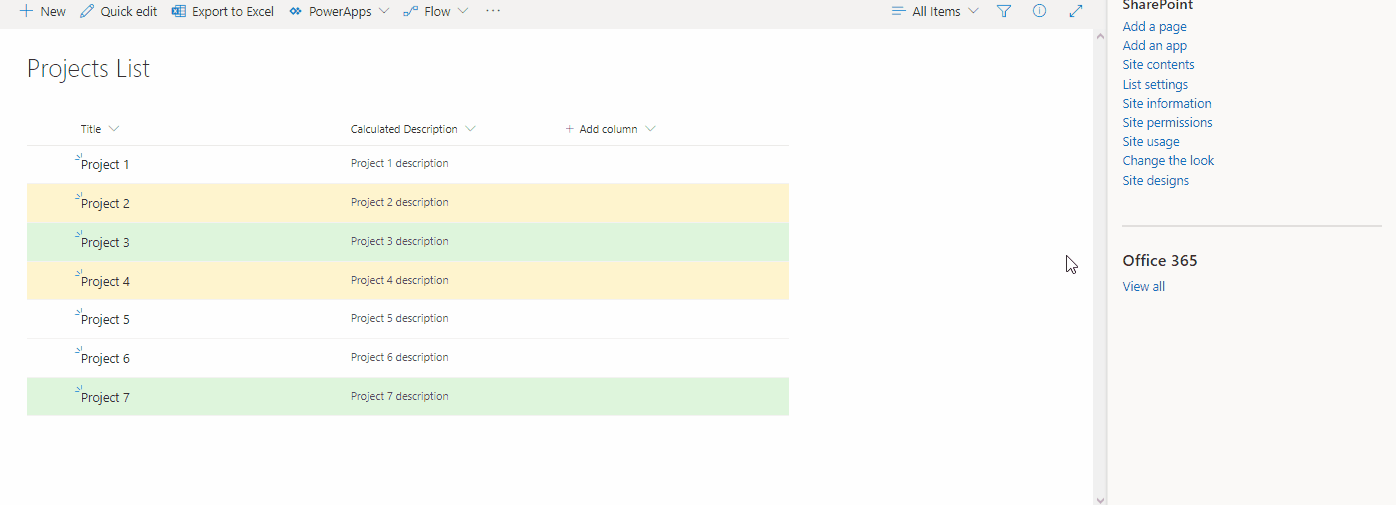 New Quick edit Export to Excel PowerApps Flow ··· All Items
Projects List
Title Calculated Description + Add column
Project 1 Project 1 description
Project 2 Project 2 description
Project 3 Project 3 description
Project 4 Project 4 description
Project 5 Project 5 description
Project 6 Project 6 description
Project 7 Project 7 description
SharePoint
Add a page
Add an app
Site contents
List settings
Site information
Site permissions
Site usage
Change the look
Site designs
Office 365
View all